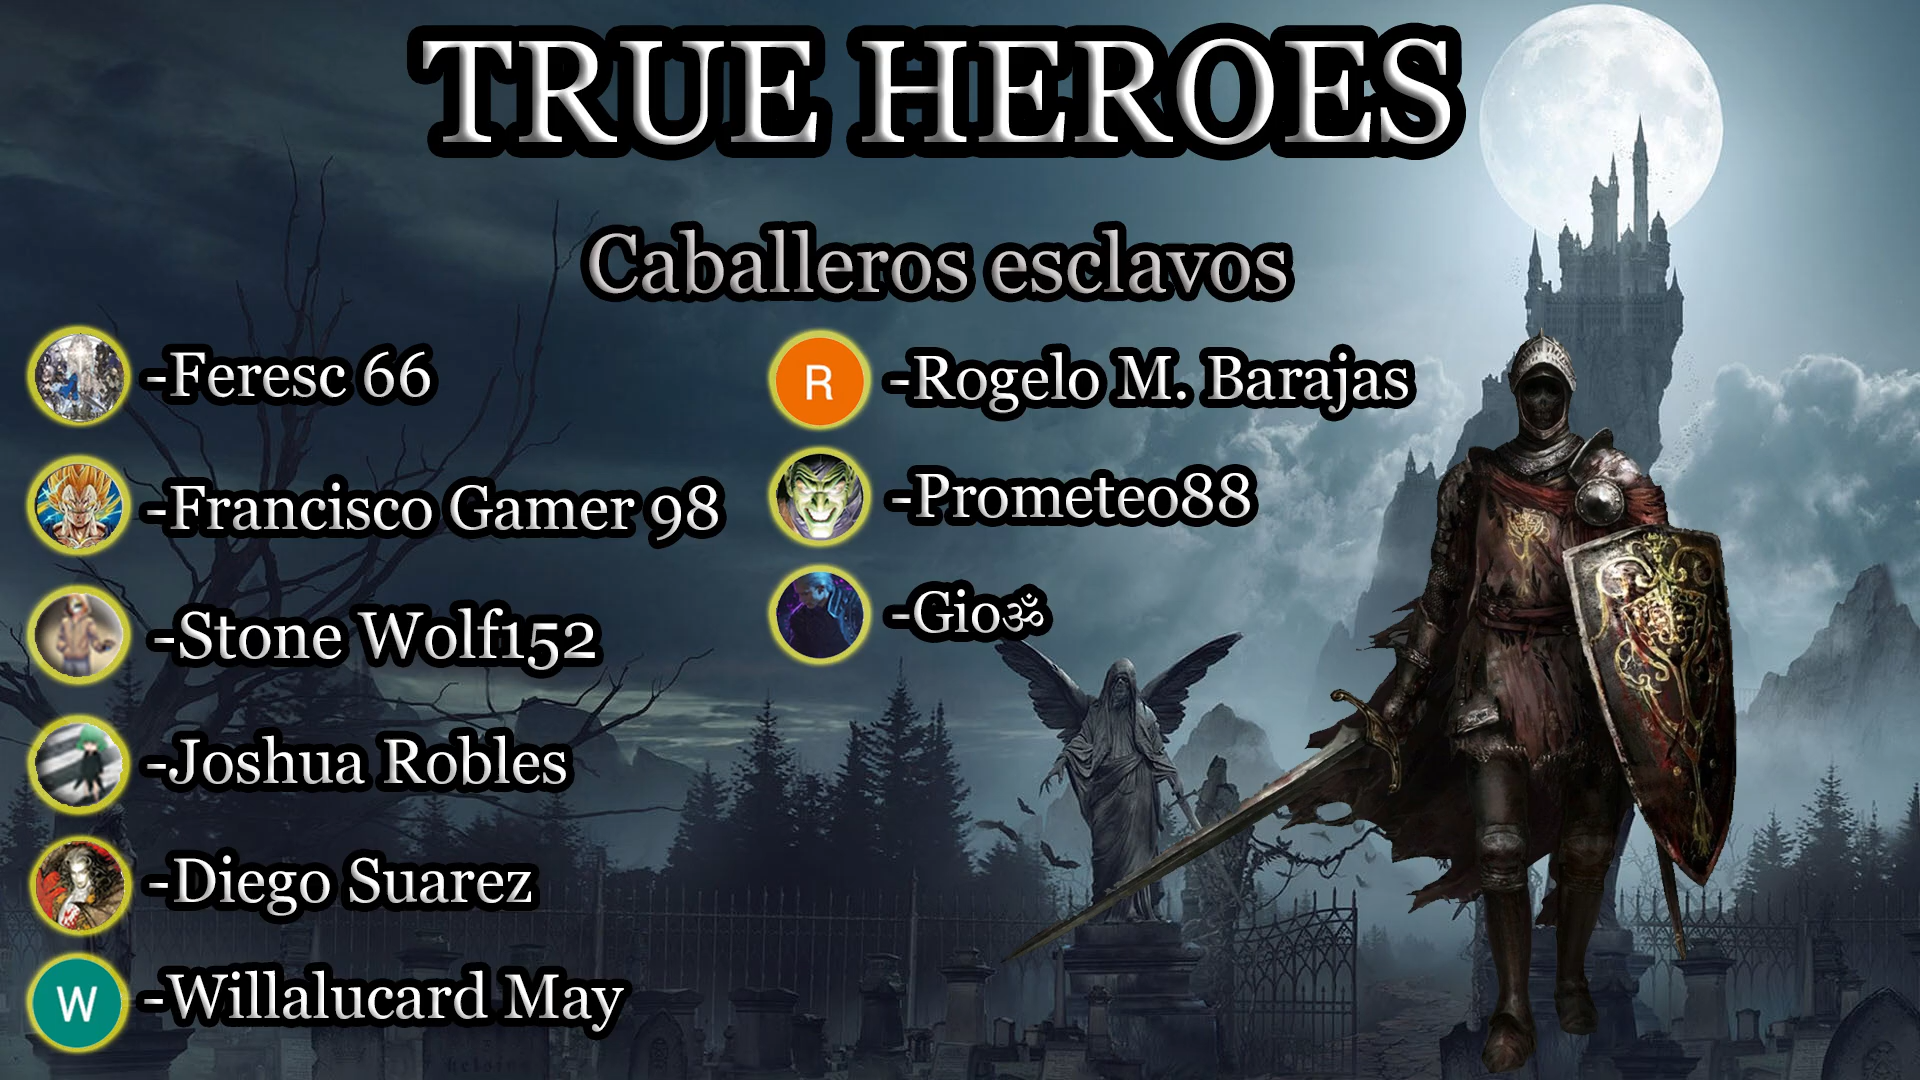 TRUE HEROES
Caballeros esclavos
-Feresc 66
-Francisco Gamer 98
-Stone Wolf152
-Joshua Robles
-Diego Suarez
W -Willalucard May
R -Rogelo M. Barajas
-Prometeo88
-Gioॐ